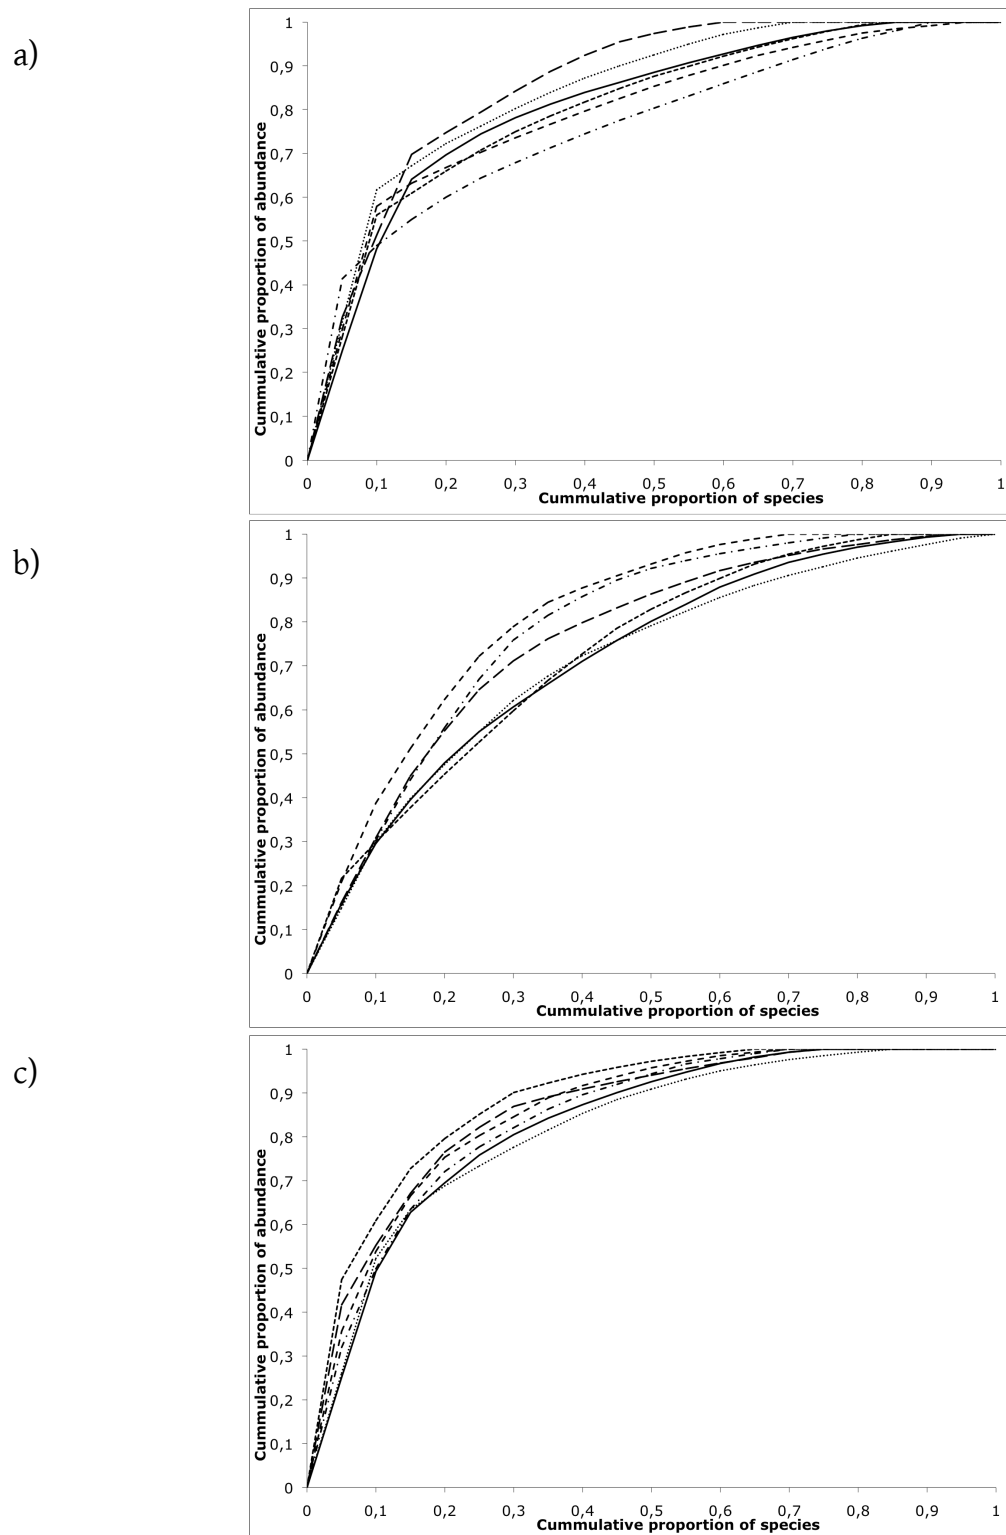 a)
1
0,9
0,8
0,7
0,6
0,5
0,4
0,3
0,2
0,1
0
Cummulative proportion of abundance
0 0,1 0,2 0,3 0,4 0,5 0,6 0,7 0,8 0,9 1
Cummulative proportion of species
b)
1
0,9
0,8
0,7
0,6
0,5
0,4
0,3
0,2
0,1
0
Cummulative proportion of abundance
0 0,1 0,2 0,3 0,4 0,5 0,6 0,7 0,8 0,9 1
Cummulative proportion of species
c)
1
0,9
0,8
0,7
0,6
0,5
0,4
0,3
0,2
0,1
0
Cummulative proportion of abundance
0 0,1 0,2 0,3 0,4 0,5 0,6 0,7 0,8 0,9 1
Cummulative proportion of species